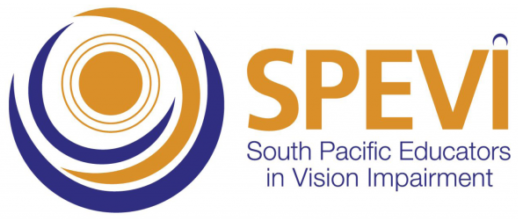 SPEVI
South Pacific Educators
in Vision Impairment